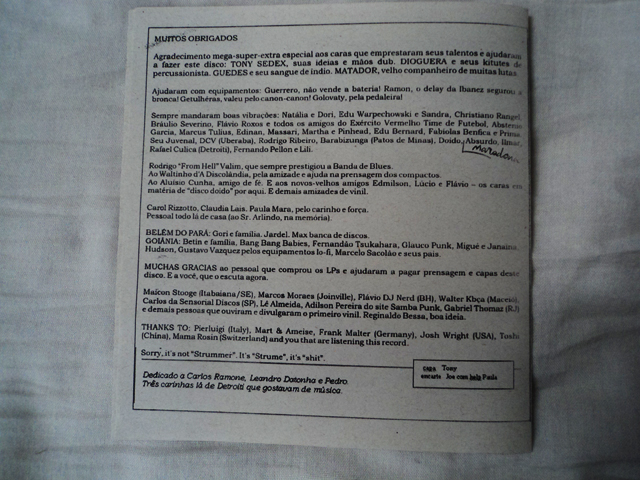 MUITOS OBRIGADOS
Agradecimento mega-super-extra especial aos caras que emprestaram seus talentos e ajudaram
a fazer este disco: TONY SEDEX, suas ideias e mãos dub. DIOGUERA e seus kitutes de
percussionista. GUEDES e seu sangue de índio. MATADOR, velho companheiro de muitas lutas.
Ajudaram com equipamentos: Guerrero, não vende a bateria! Ramon, o delay da Ibanez segurou a
bronca! Getulhéras, valeu pelo canon-canon! Golovaty, pela pedaleira!
Sempre mandaram boas vibrações: Natália e Dori, Edu Warpechowski e Sandra, Christiano Rangel,
Bráulio Severino, Flávio Roxos e todos os amigos do Exército Vermelho Time de Futebol,
Garcia, Marcus Tulius, Edinan, Massari, Martha e Pinhead, Edu Bernard, Fabiolas Benfica e Prima,
Seu Juvenal, DCV (Uberaba), Rodrigo Ribeiro, Barabizunga (Patos de Minas), Doido, Absurdo,
Rafael Culica (Detroit), Fernando Pellon e Lili.
Rodrigo "From Hell" Valim, que sempre prestigiou a Banda de Blues.
Ao Waltinho d'A Discolândia, pela amizade e ajuda na prensagem dos compactos.
Ao Aluísio Cunha, amigo de fé. E aos novos-velhos amigos Edmilson, Lúcio e Flávio – os caras em
matéria de "disco doido" por aqui. E demais amizades de vinil.
Carol Rizzotto, Claudia Lais, Paula Mara, pelo carinho e força.
Pessoal todo lá de casa (ao Sr. Arlindo, na memória).
BELÉM DO PARÁ: Gori e família. Jardel. Max banca de discos.
GOIÂNIA: Betin e família, Bang Bang Babies, Fernandão Tsukahara, Glauco Punk, Migué e Janaina,
Hudson, Gustavo Vazquez pelos equipamentos lo-fi, Marcelo Sacolão e seus pais.
MUCHAS GRACIAS ao pessoal que comprou os LPs e ajudaram a pagar prensagem e capas desse
disco. E a você, que o escuta agora.
Maicon Stooge (Itabaiana/SE), Marcos Moraes (Joinville), Flávio DJ Nerd (BH), Walter Kbça (Maceió),
Carlos da Sensorial Discos (SP), Lê Almeida, Adilson Pereira do site Samba Punk, Gabriel Thomaz (RJ)
e demais pessoas que ouviram e divulgaram o primeiro vinil. Reginaldo Bessa, boa ideia.
THANKS TO: Pierluigi (Italy), Mart & Ameise, Frank Malter (Germany), Josh Wright (USA), Toshi
(China), Mama Rosin (Switzerland) and you that are listening this record.
Sorry, it's not "Strummer". It's "Strume", it's "shit".
Dedicado a Carlos Ramone, Leandro Datonha e Pedro.
Três carinhas lá de Detroiti que gostavam de música.
capa Tony
encarte Joe com help Paula